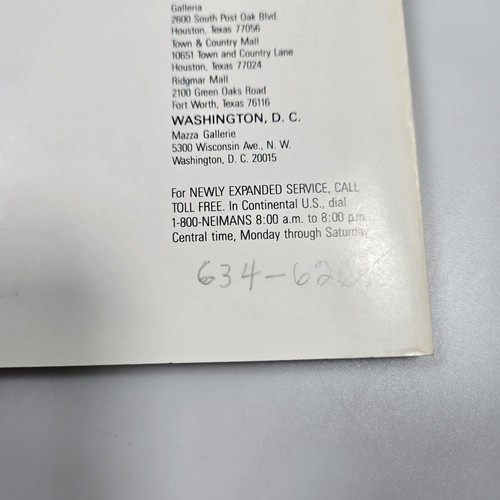 Galleria
2600 South Post Oak Blvd.
Houston, Texas 77056
Town & Country Mall
10651 Town and Country Lane
Houston, Texas 77024
Ridgmar Mall
2100 Green Oaks Road
Fort Worth, Texas 76116
WASHINGTON, D. C.
Mazza Gallerie
5300 Wisconsin Ave., N. W.
Washington, D. C. 20015
For NEWLY EXPANDED SERVICE, CALL
TOLL FREE. In Continental U.S., dial
1-800-NEIMANS 8:00 a.m. to 8:00 p.m.
Central time, Monday through Saturday